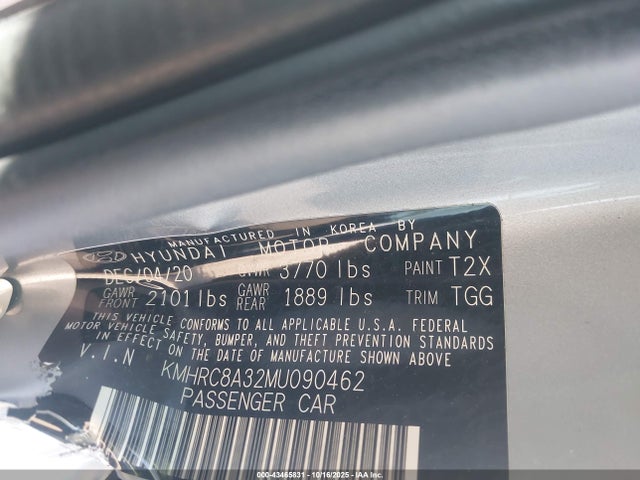 MANUFACTURED IN KOREA BY
HYUNDAI MOTOR COMPANY
DEC/04/20 GVWR 3770 lbs PAINT T2X
GAWR FRONT 2101 lbs GAWR REAR 1889 lbs TRIM TGG
THIS VEHICLE CONFORMS TO ALL APPLICABLE U.S.A. FEDERAL
MOTOR VEHICLE SAFETY, BUMPER, AND THEFT PREVENTION STANDARDS
IN EFFECT ON THE DATE OF MANUFACTURE SHOWN ABOVE.
V.I.N KMHRC8A32MU090462
PASSENGER CAR
000-43465831 | 10/16/2025 | © IAA Inc.